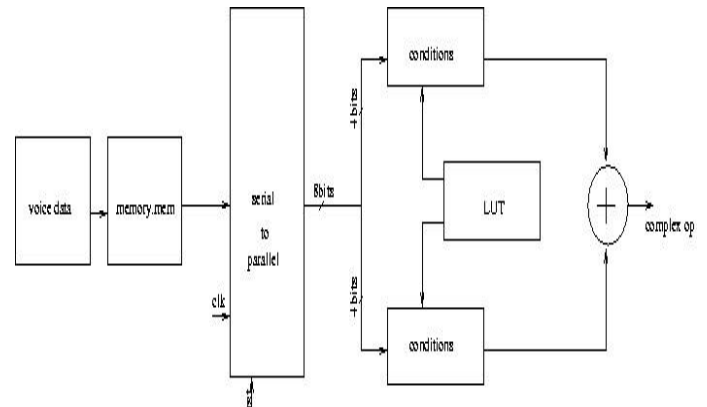 conditions
4 bits
voice data
memory.mem
serial
to
parallel
8bits
LUT
+
complex op
clk
4 bits
conditions